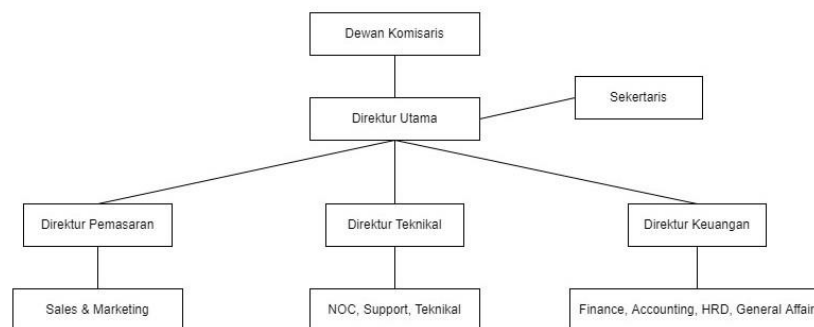 Dewan Komisaris
Direktur Utama
Sekertaris
Direktur Pemasaran
Direktur Teknikal
Direktur Keuangan
Sales & Marketing
NOC, Support, Teknikal
Finance, Accounting, HRD, General Affair